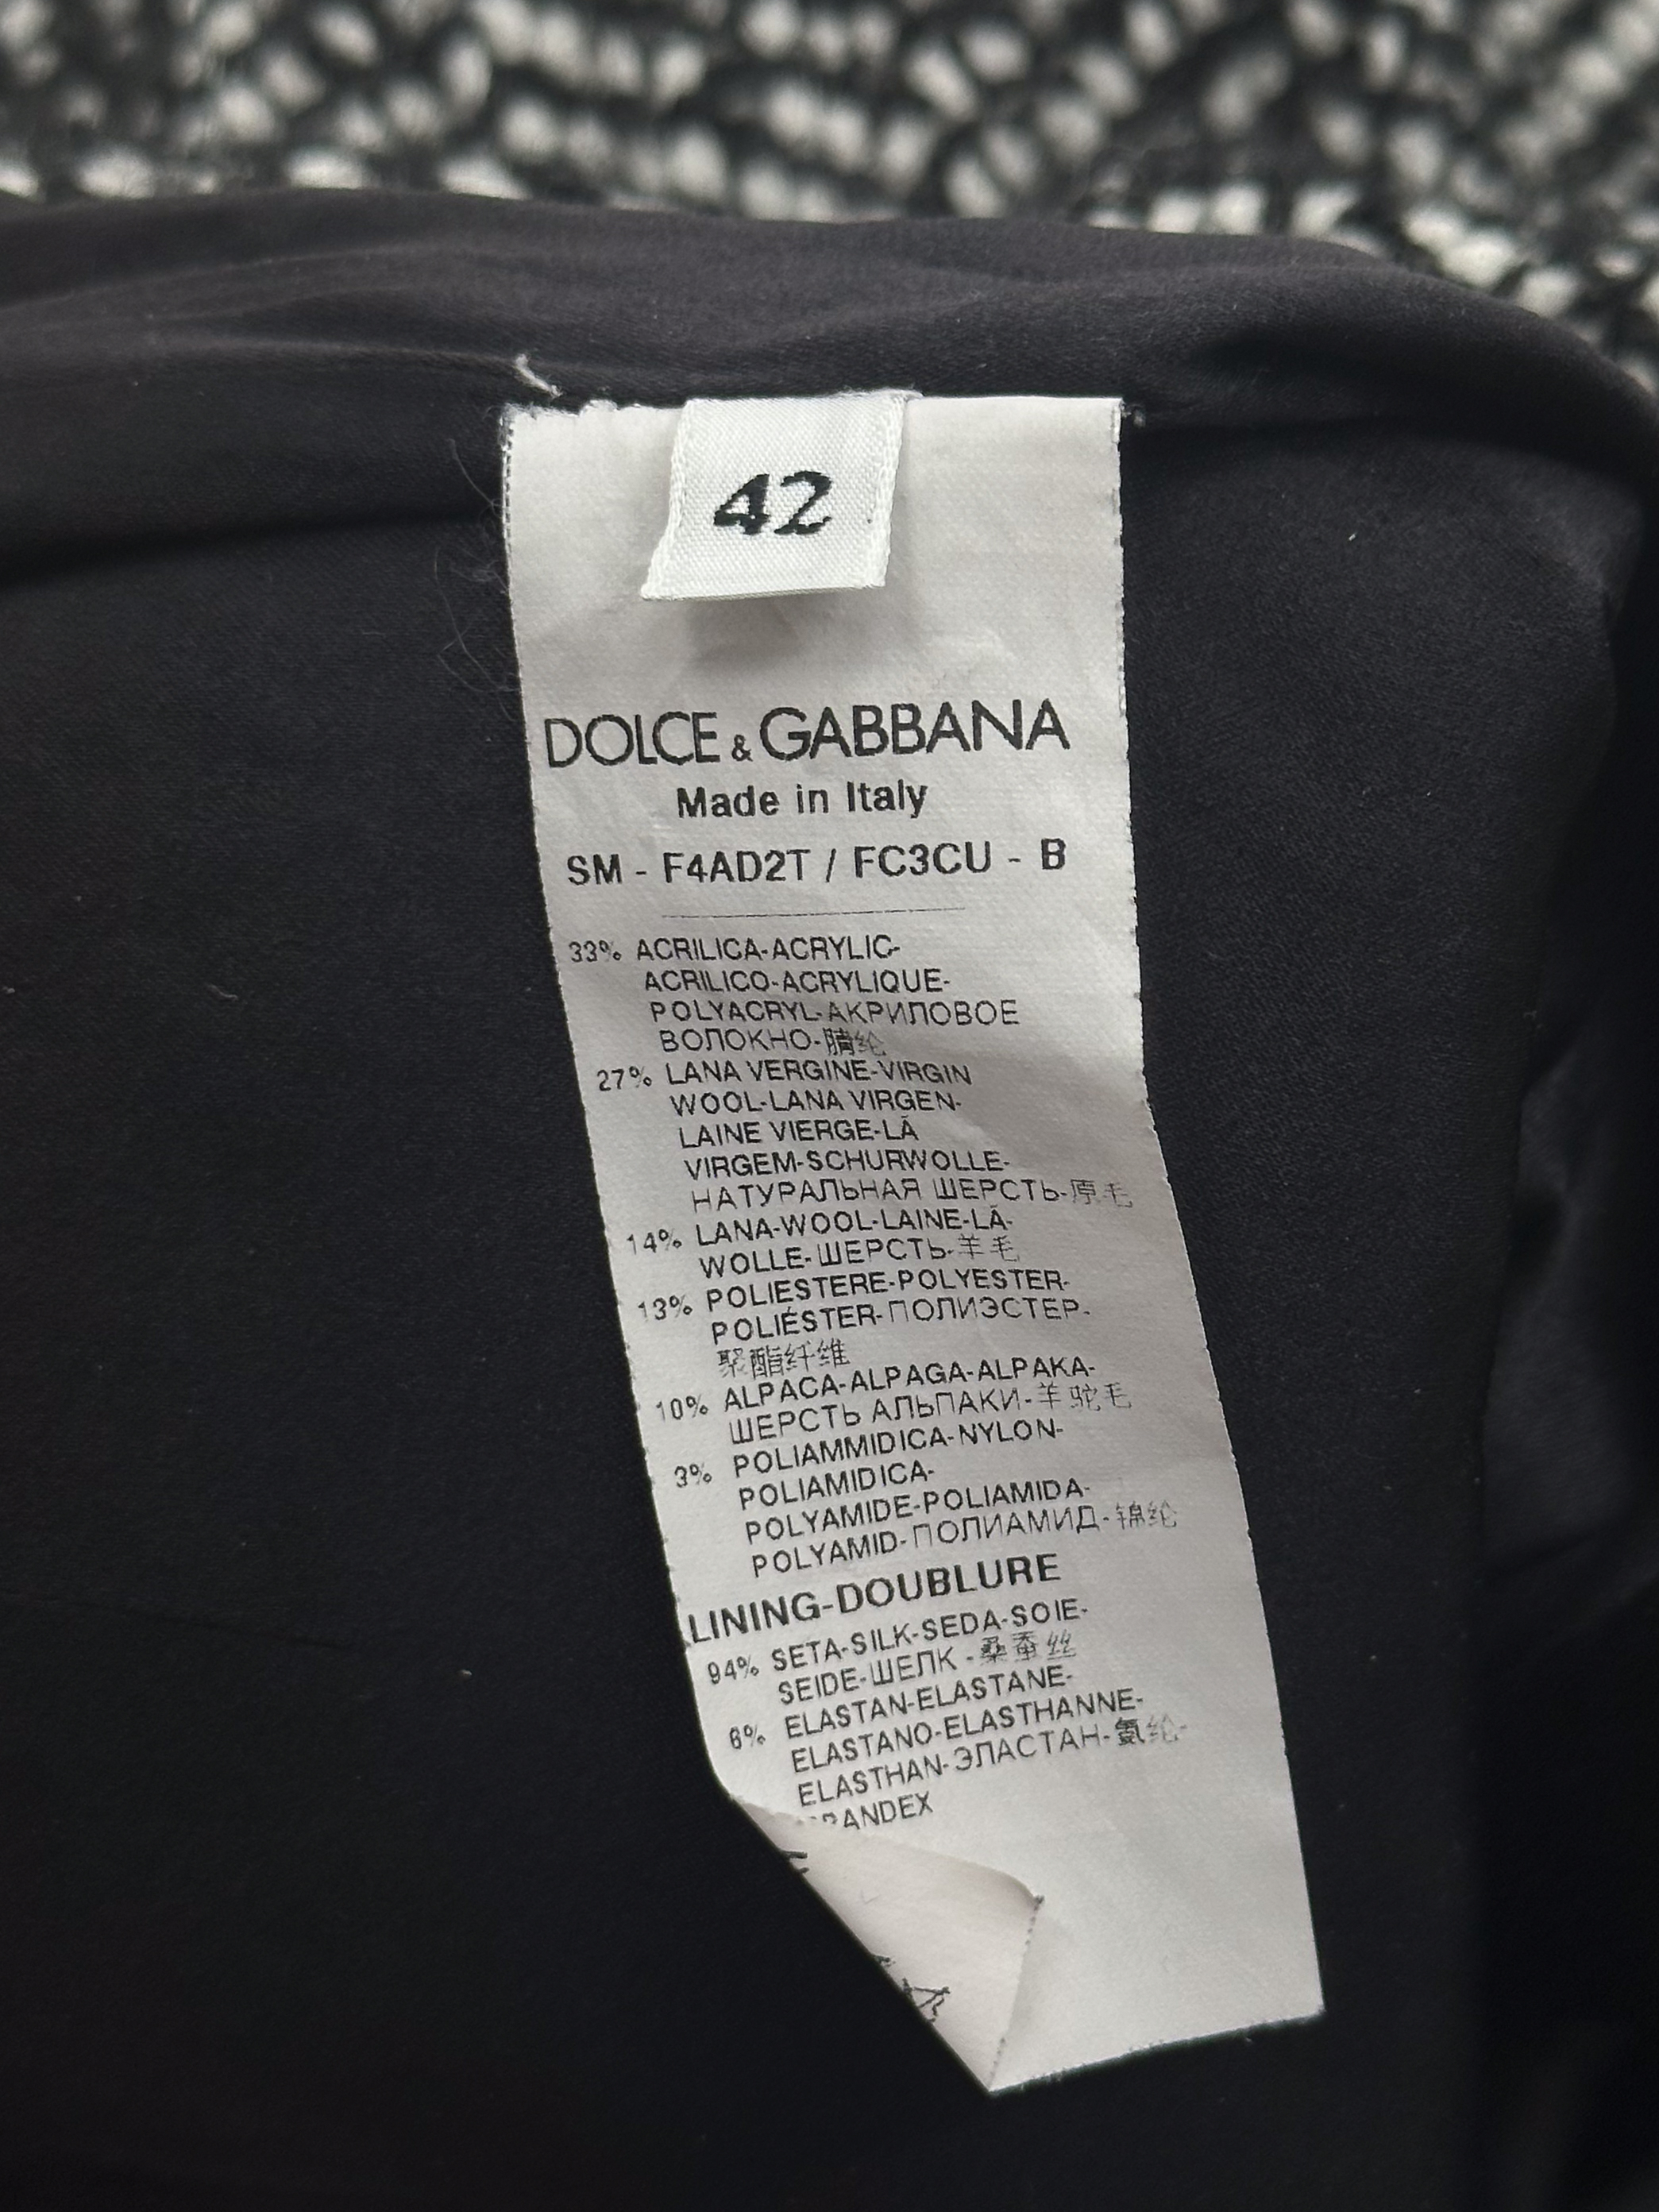 42
DOLCE & GABBANA
Made in Italy
SM - F4AD2T / FC3CU - B
33% ACRILICA-ACRYLIC-
ACRILICO-ACRYLIQUE-
POLYACRYL-АКРИЛОВОЕ
ВОЛОКНО-腈纶
27% LANA VERGINE-VIRGIN
WOOL-LANA VIRGEN-
LAINE VIERGE-LÃ
VIRGEM-SCHURWOLLE-
НАТУРАЛЬНАЯ ШЕРСТЬ-原毛
14% LANA-WOOL-LAINE-LÃ-
WOLLE-ШЕРСТЬ-羊毛
13% POLIESTERE-POLYESTER-
POLIÉSTER-ПОЛИЭСТЕР-
聚酯纤维
10% ALPACA-ALPAGA-ALPAKA-
ШЕРСТЬ АЛЬПАКИ-羊驼毛
3% POLIAMMIDICA-NYLON-
POLIAMIDICA-
POLYAMIDE-POLIAMIDA-
POLYAMID-ПОЛИАМИД-锦纶
LINING-DOUBLURE
94% SETA-SILK-SEDA-SOIE-
SEIDE-ШЕЛК -桑蚕丝
6% ELASTAN-ELASTANE-
ELASTANO-ELASTHANNE-
ELASTHAN-ЭЛАСТАН-氨纶-